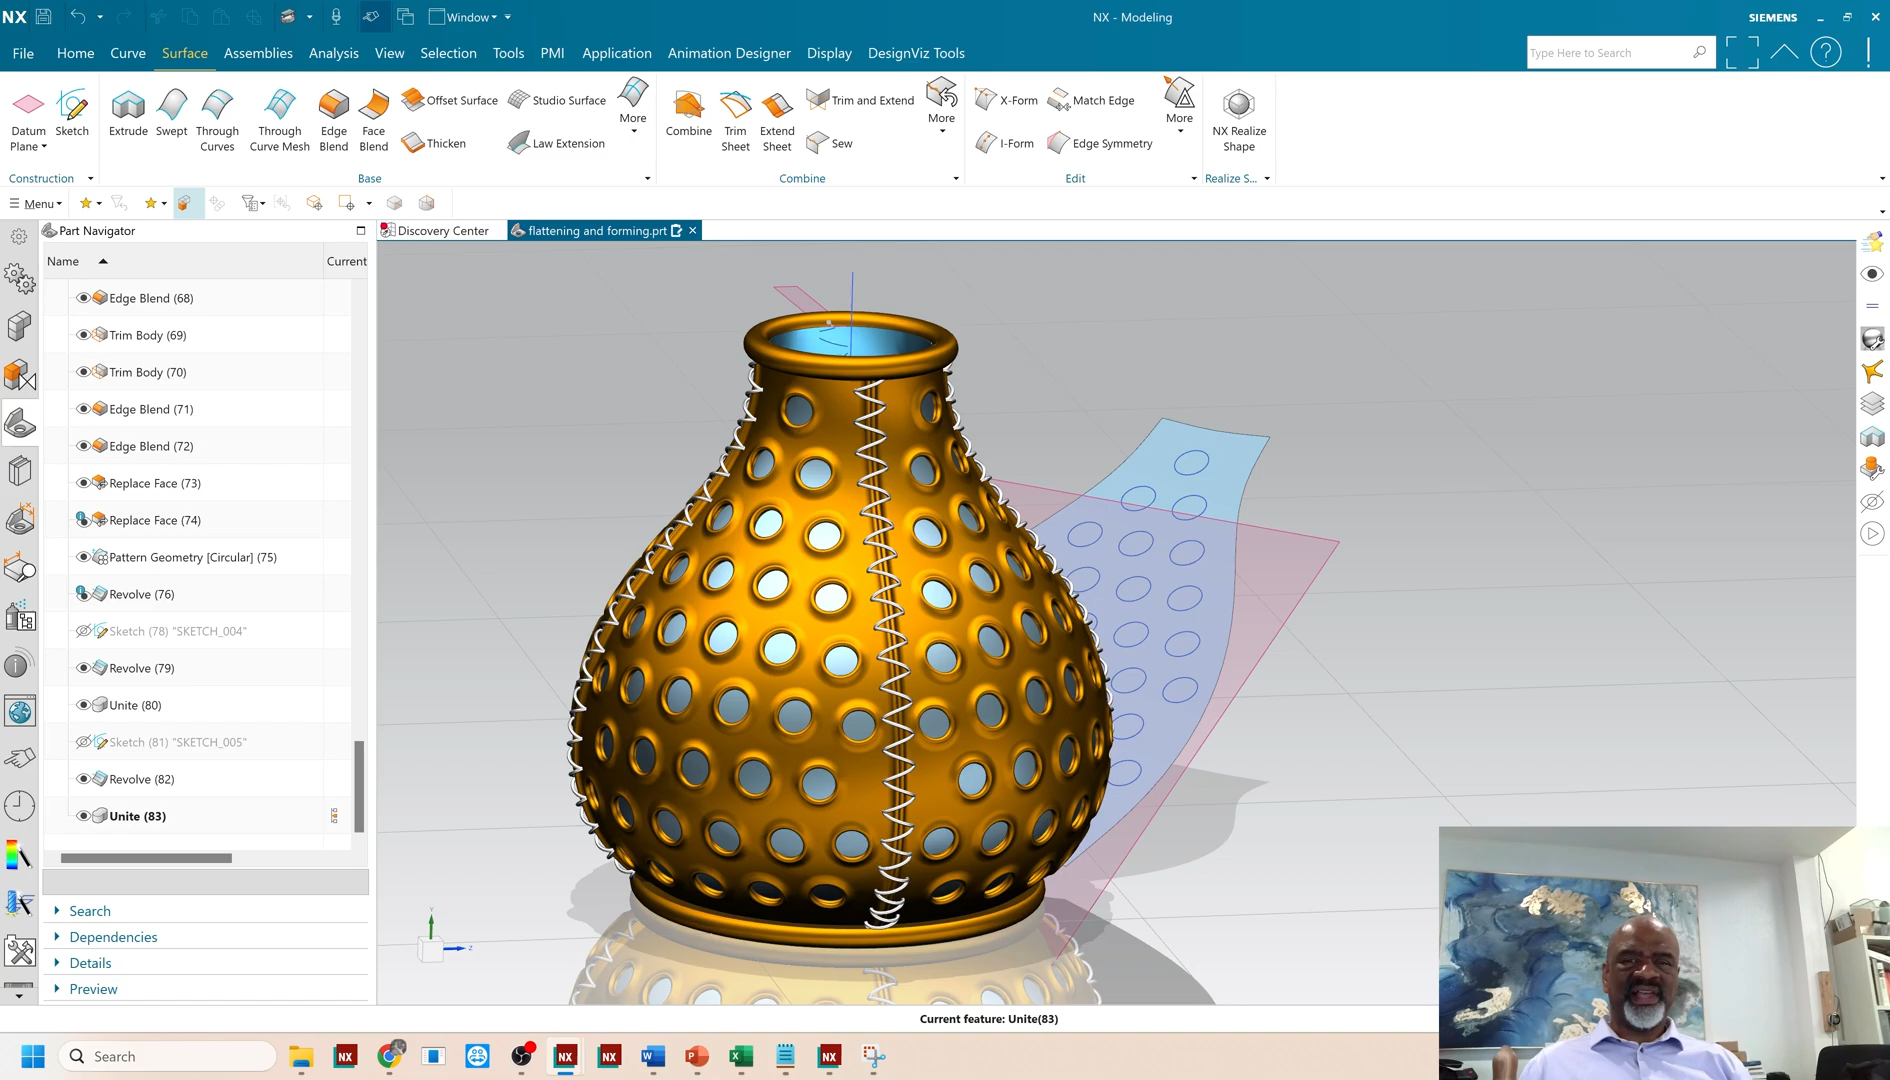 NX
Window
NX - Modeling
SIEMENS
File Home Curve Surface Assemblies Analysis View Selection Tools PMI Application Animation Designer Display DesignViz Tools
Type Here to Search
Datum Plane
Sketch
Extrude
Swept
Through Curves
Through Curve Mesh
Edge Blend
Face Blend
Offset Surface
Thicken
Studio Surface
Law Extension
More
Combine
Trim Sheet
Extend Sheet
Trim and Extend
Sew
More
X-Form
I-Form
Match Edge
Edge Symmetry
More
NX Realize Shape
Construction
Base
Combine
Edit
Realize S...
Menu
Part Navigator
Discovery Center
flattening and forming.prt
Name
Current
Edge Blend (68)
Trim Body (69)
Trim Body (70)
Edge Blend (71)
Edge Blend (72)
Replace Face (73)
Replace Face (74)
Pattern Geometry [Circular] (75)
Revolve (76)
Sketch (78) "SKETCH_004"
Revolve (79)
Unite (80)
Sketch (81) "SKETCH_005"
Revolve (82)
Unite (83)
Search
Dependencies
Details
Preview
Y
Z
Current feature: Unite(83)
Search
NX
NX
NX
W
P
X
NX